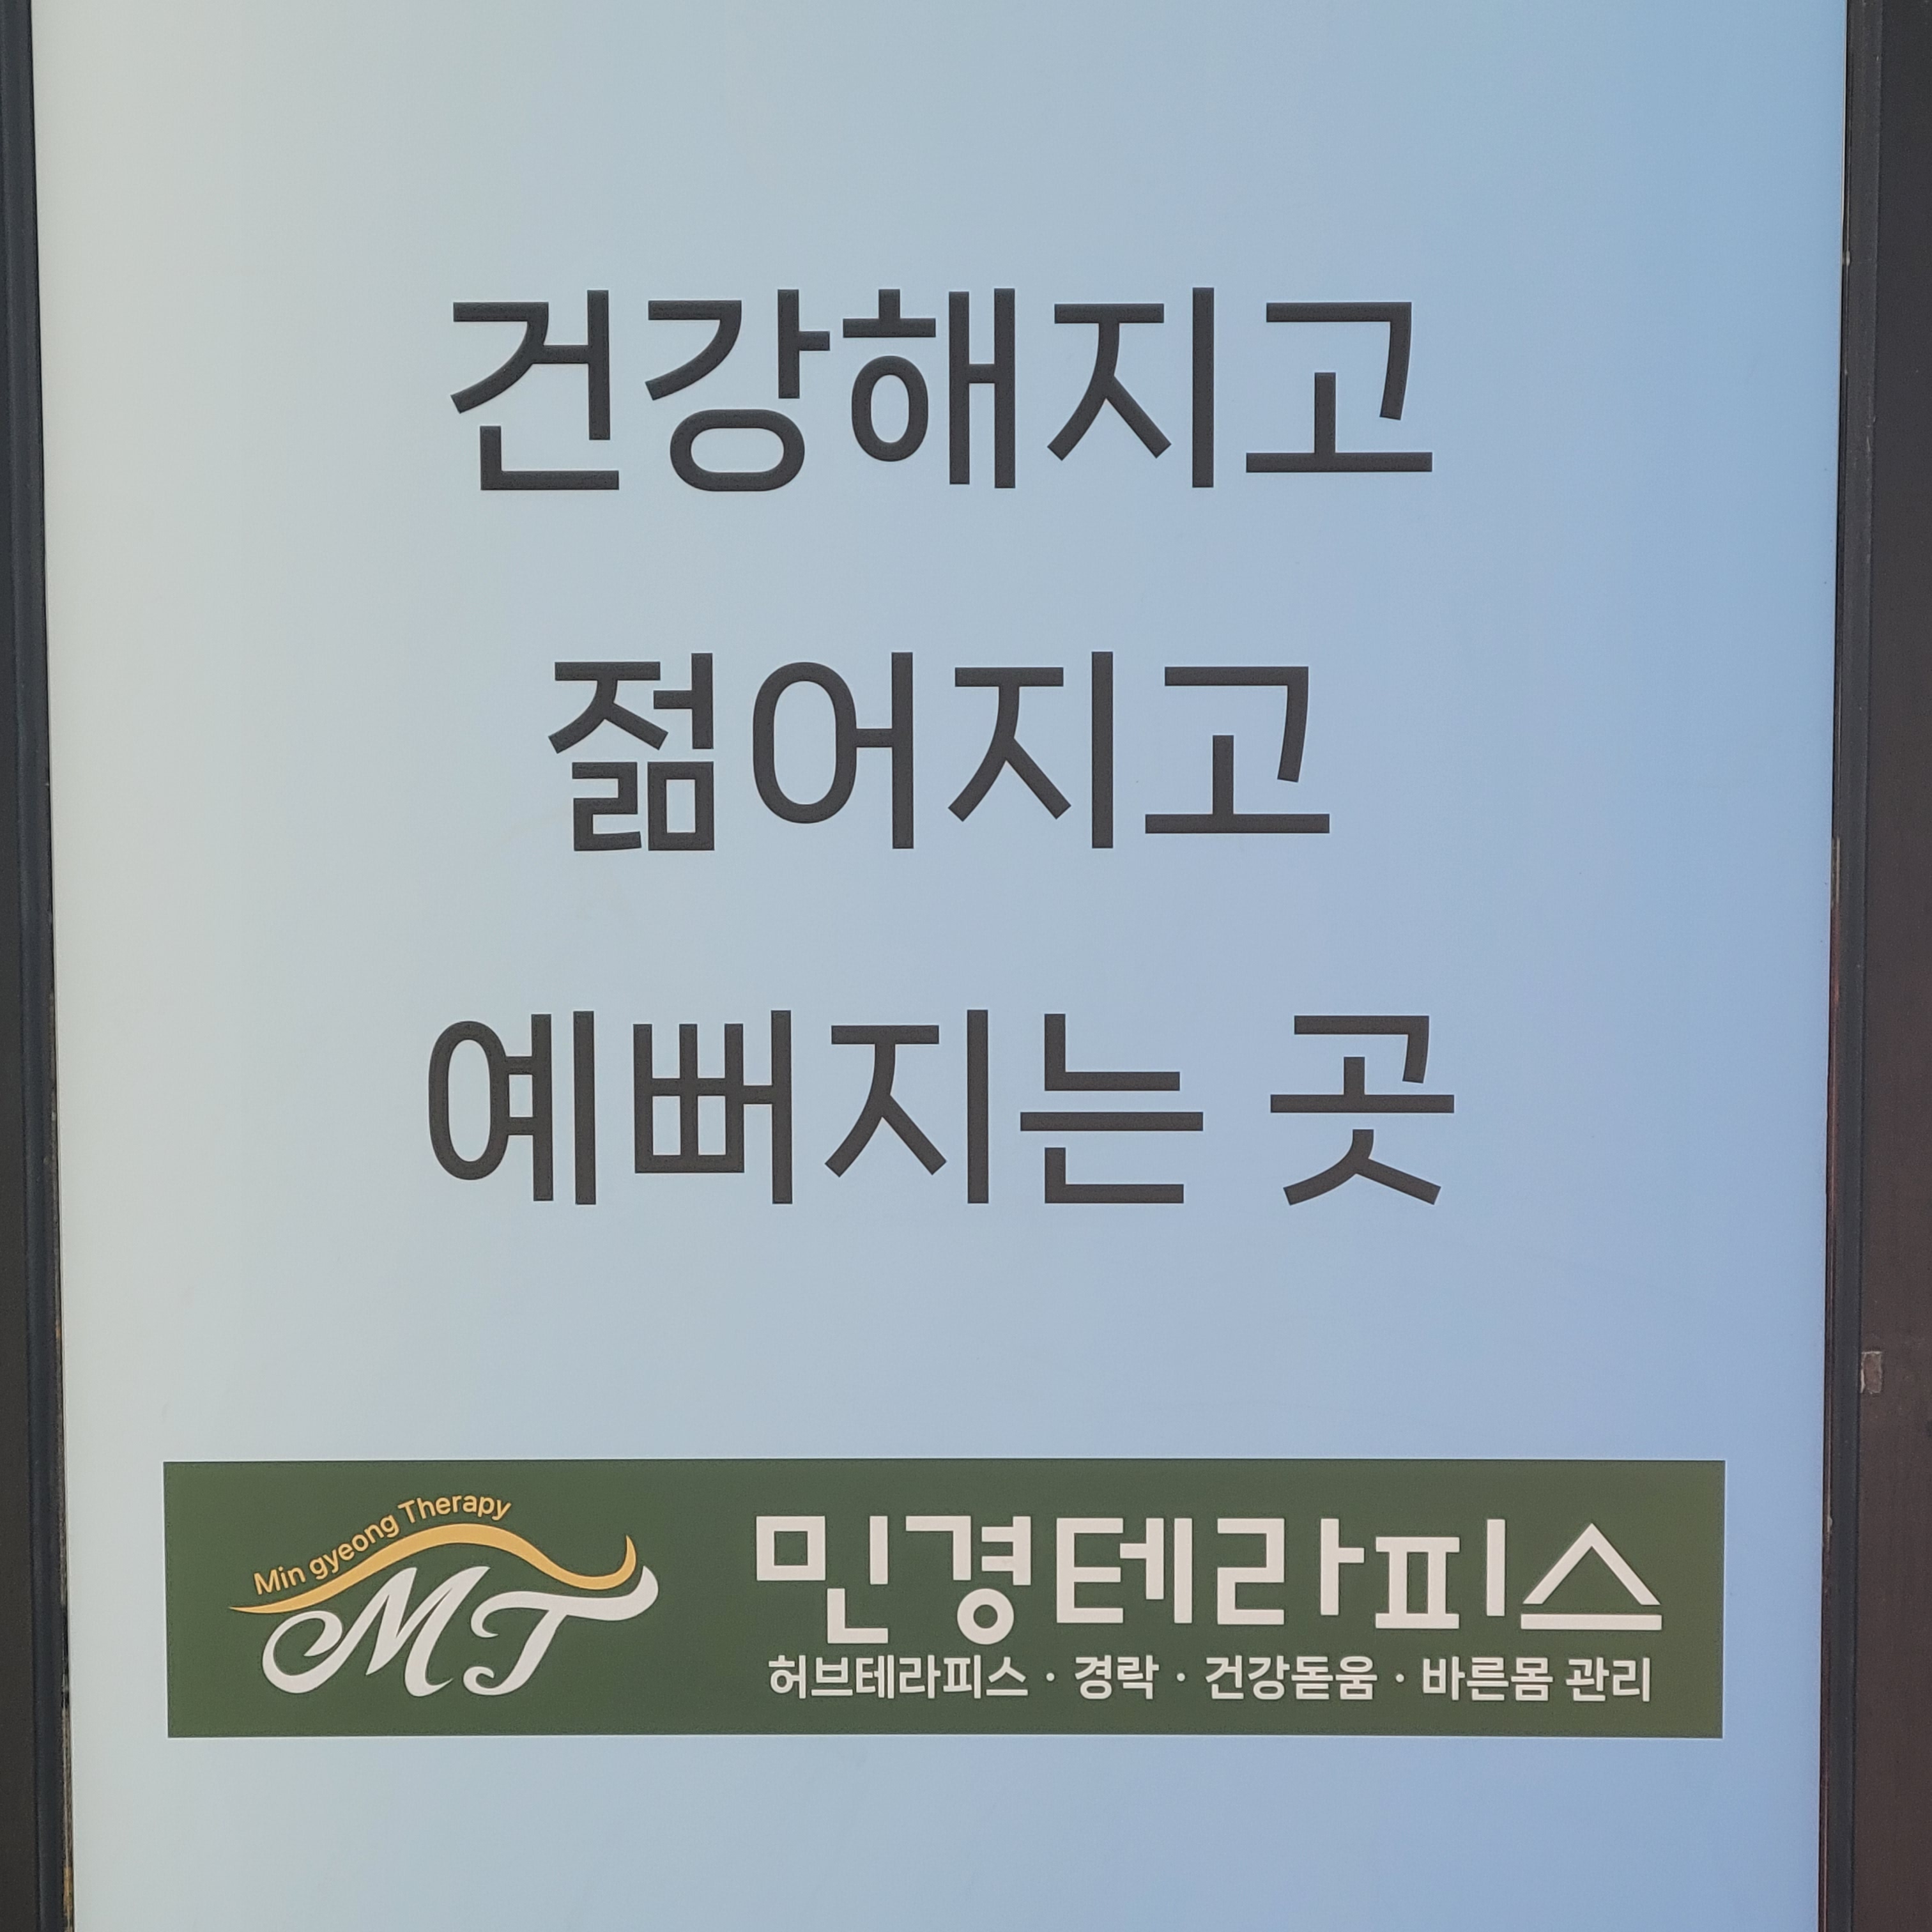 건강해지고
젊어지고
예뻐지는 곳
Min gyeong Therapy
MT
민경테라피스
허브테라피스 · 경락 · 건강돋움 · 바른몸 관리